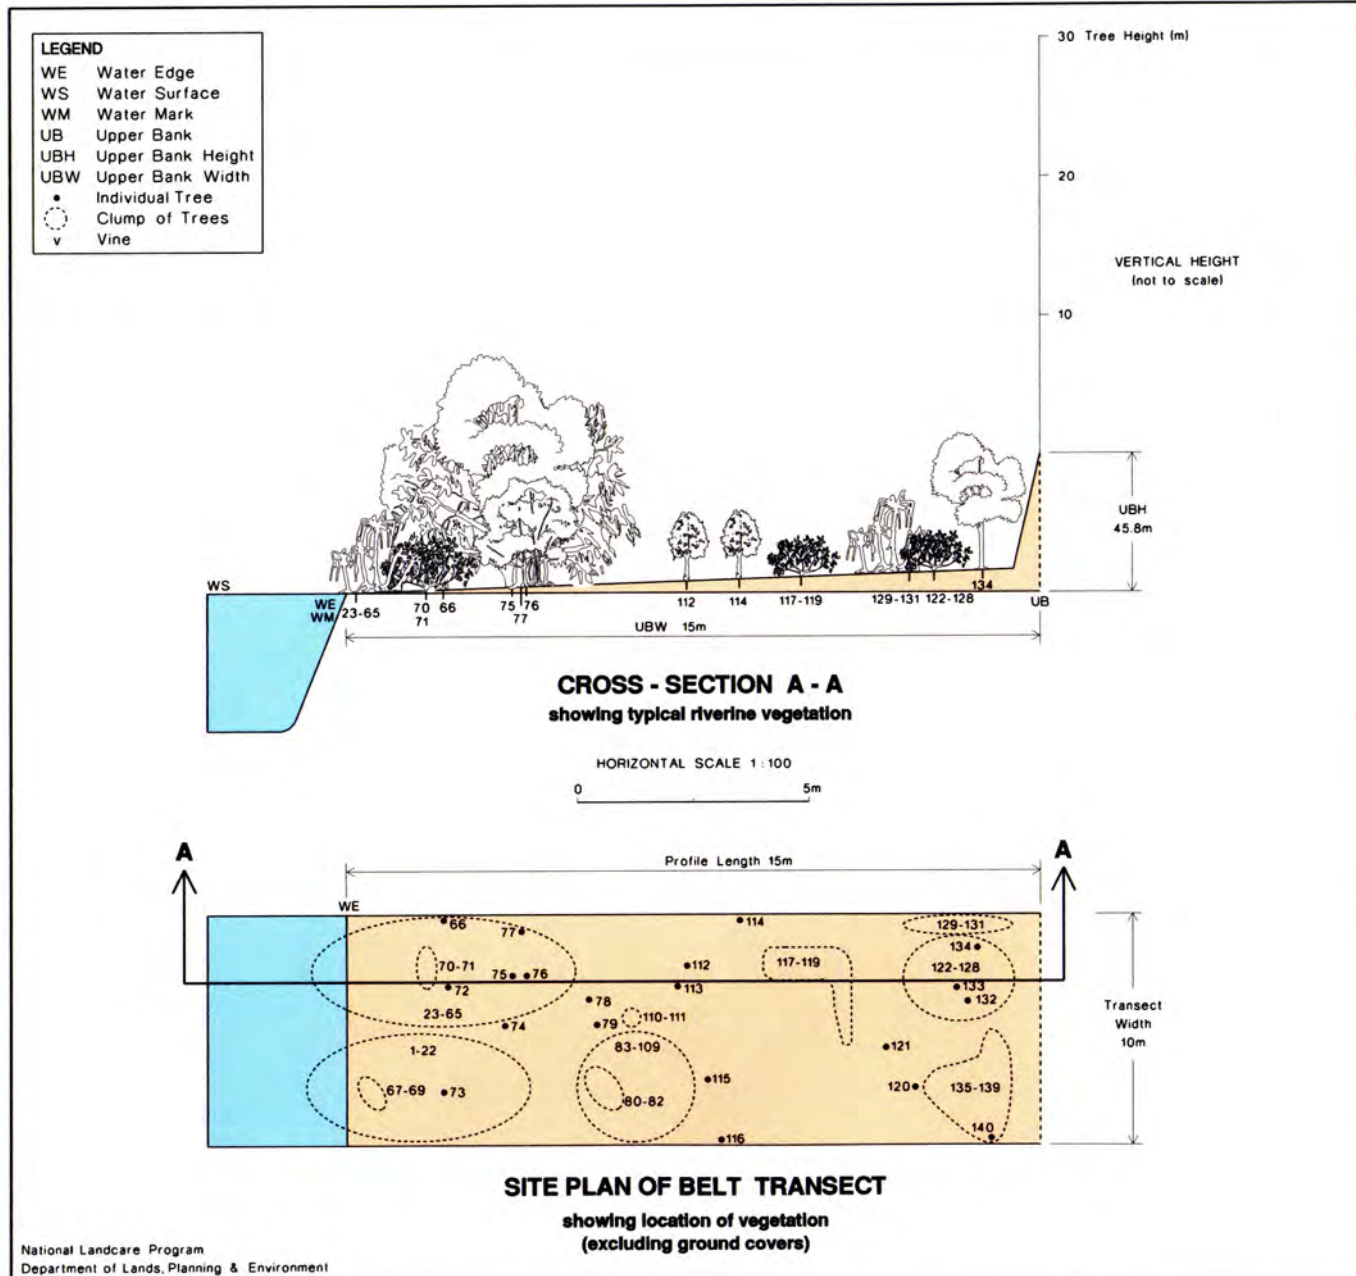 LEGEND
WE Water Edge
WS Water Surface
WM Water Mark
UB Upper Bank
UBH Upper Bank Height
UBW Upper Bank Width
Individual Tree
Clump of Trees
v Vine
30 Tree Height (m)
20
VERTICAL HEIGHT
(not to scale)
10
UBH
45.8m
WS
WE
WM
23-65
70
71
66
75
76
77
112
114
117-119
129-131
122-128
134
UB
UBW 15m
CROSS - SECTION A - A
showing typical riverine vegetation
HORIZONTAL SCALE 1 : 100
0 5m
A
A
Profile Length 15m
WE
66
77
114
129-131
134
70-71
75
76
112
117-119
122-128
72
113
133
132
78
23-65
74
79
110-111
1-22
83-109
121
67-69
73
80-82
115
120
135-139
116
140
Transect
Width
10m
SITE PLAN OF BELT TRANSECT
showing location of vegetation
(excluding ground covers)
National Landcare Program
Department of Lands, Planning & Environment